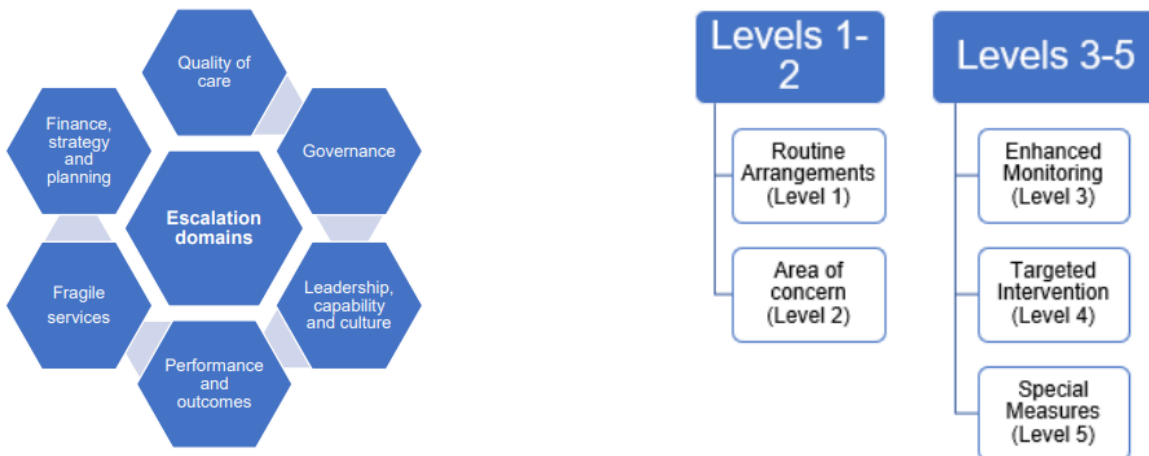 Quality of
care
Governance
Leadership,
capability
and culture
Performance
and
outcomes
Fragile
services
Finance,
strategy
and
planning
Escalation
domains
Levels 1-
2
Routine
Arrangements
(Level 1)
Area of
concern
(Level 2)
Levels 3-5
Enhanced
Monitoring
(Level 3)
Targeted
Intervention
(Level 4)
Special
Measures
(Level 5)